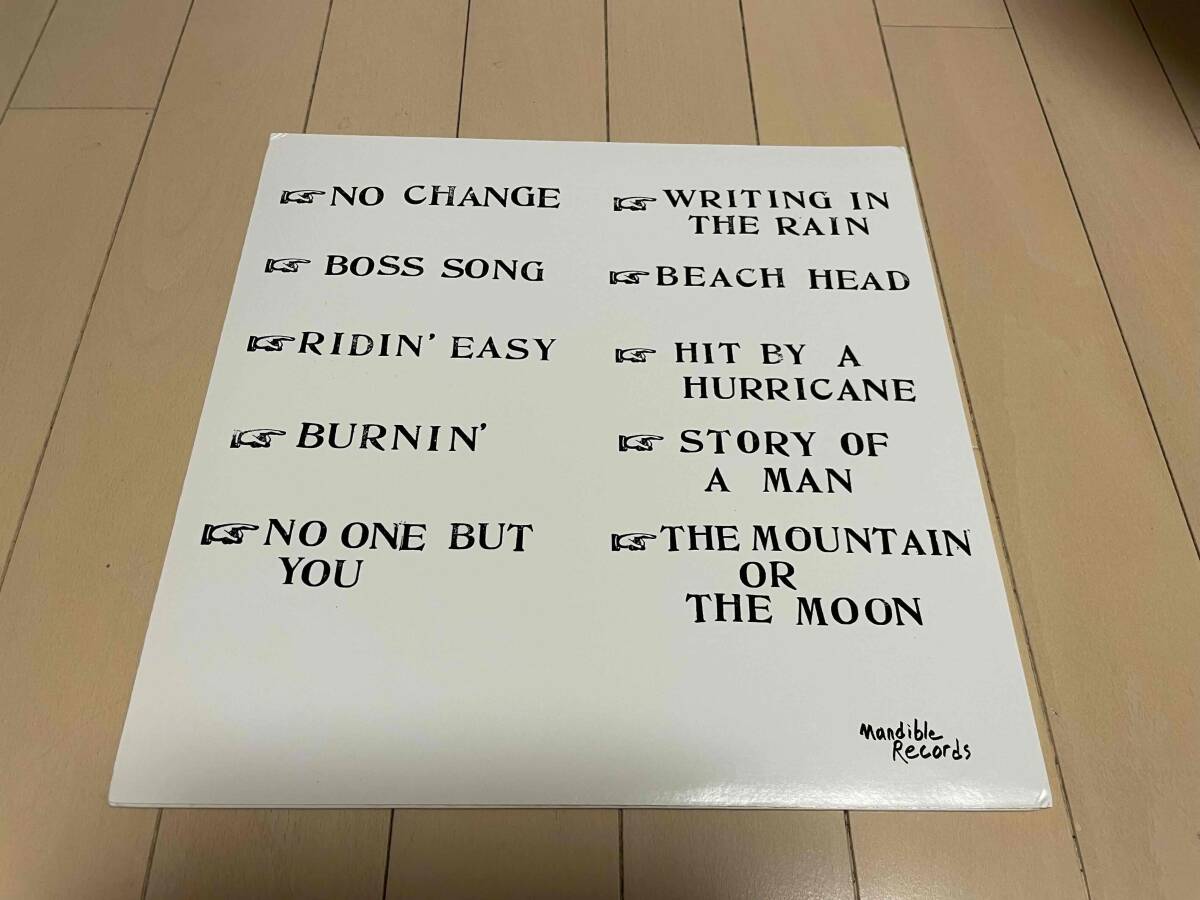 NO CHANGE
BOSS SONG
RIDIN' EASY
BURNIN'
NO ONE BUT
YOU
WRITING IN
THE RAIN
BEACH HEAD
HIT BY A
HURRICANE
STORY OF
A MAN
THE MOUNTAIN
OR
THE MOON
Mandible
Records